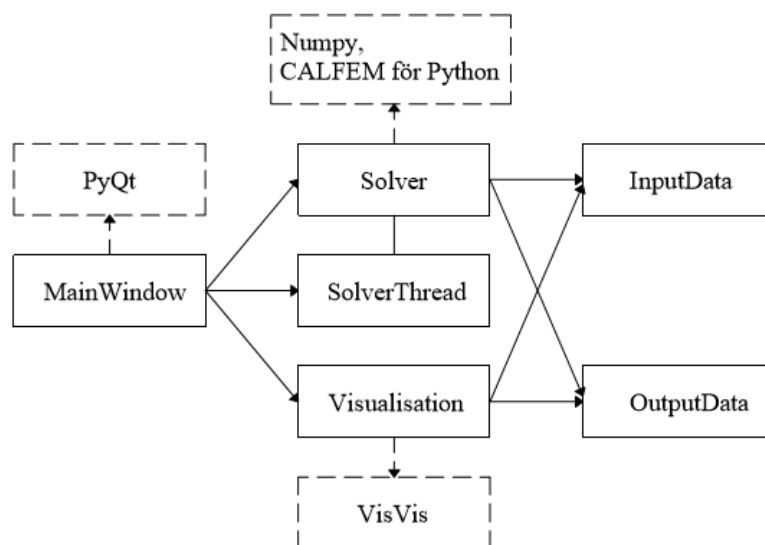 Numpy,
CALFEM för Python
PyQt
Solver
InputData
MainWindow
SolverThread
Visualisation
OutputData
VisVis